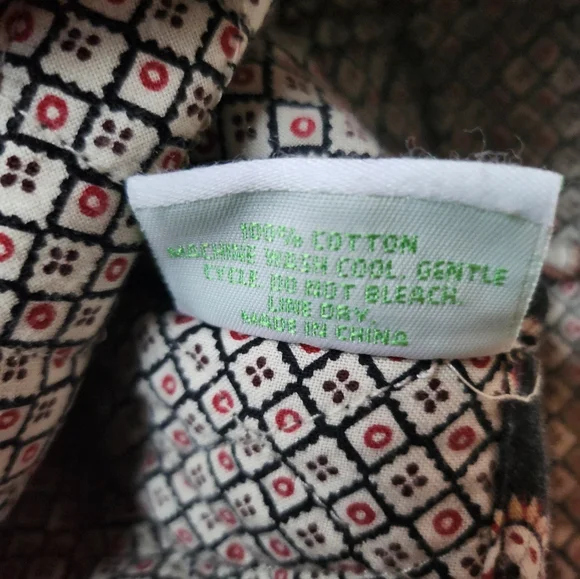 100% COTTON
MACHINE WASH COOL. GENTLE
CYCLE DO NOT BLEACH.
LINE DRY.
MADE IN CHINA